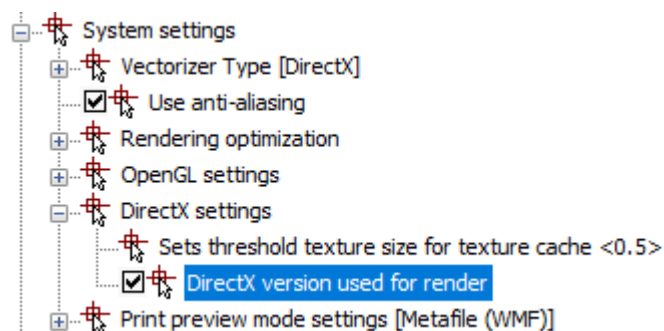 System settings
Vectorizer Type [DirectX]
Use anti-aliasing
Rendering optimization
OpenGL settings
DirectX settings
Sets threshold texture size for texture cache <0.5>
DirectX version used for render
Print preview mode settings [Metafile (WMF)]